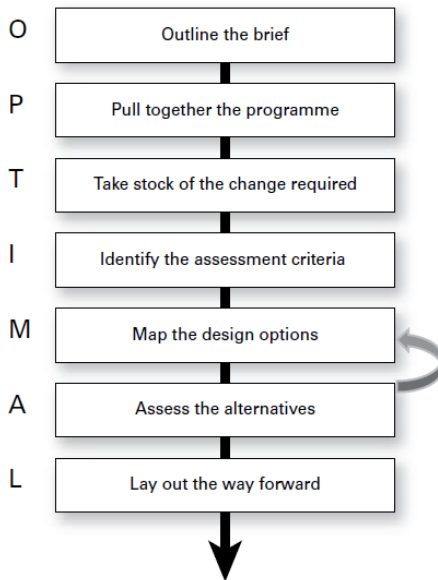 O
Outline the brief
P
Pull together the programme
T
Take stock of the change required
I
Identify the assessment criteria
M
Map the design options
A
Assess the alternatives
L
Lay out the way forward